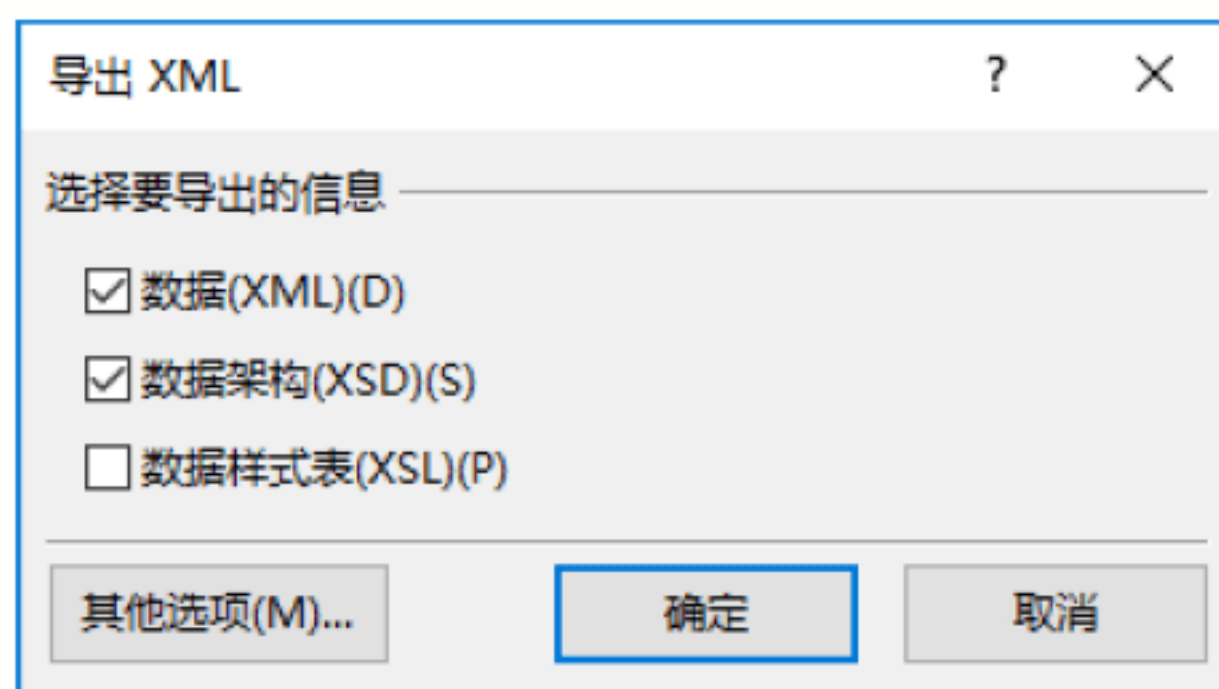 导出 XML
选择要导出的信息
数据(XML)(D)
数据架构(XSD)(S)
数据样式表(XSL)(P)
其他选项(M)... 确定 取消